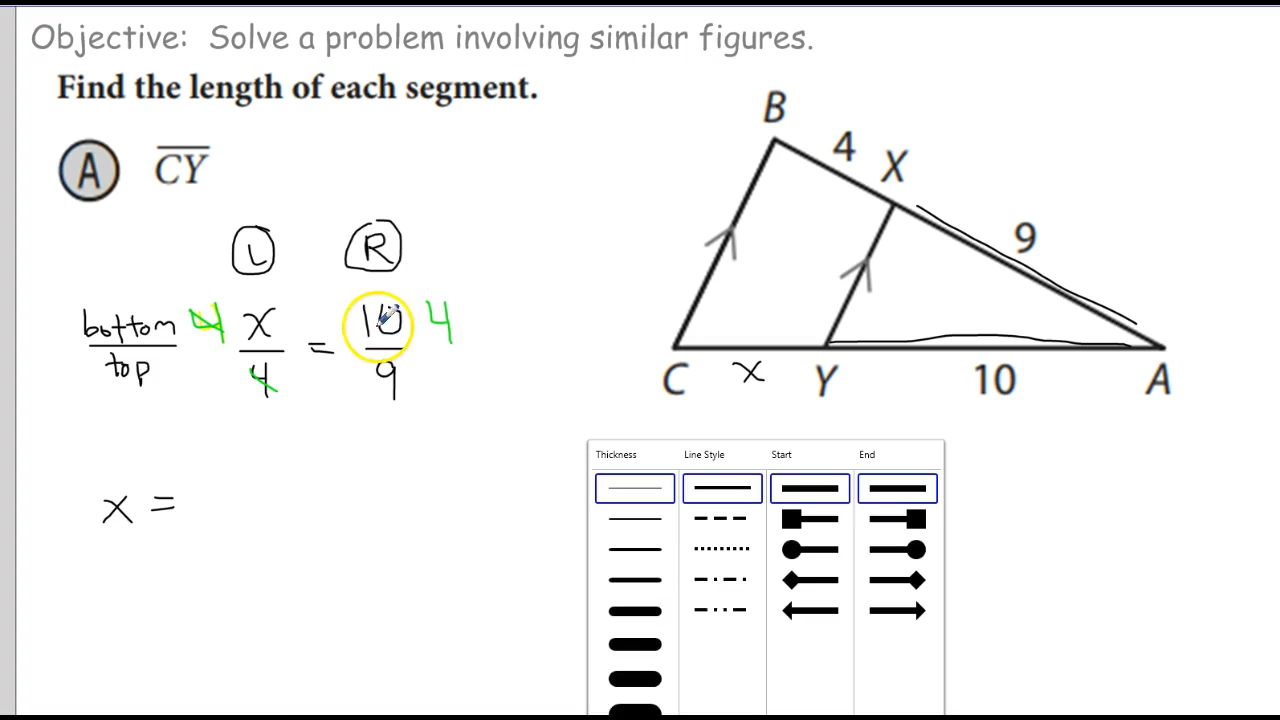 Objective: Solve a problem involving similar figures.
Find the length of each segment.
A CY
L R
bottom 4 x = 10 4
top 4 9
x =
B
4
X
9
C x Y 10 A
Thickness Line Style Start End